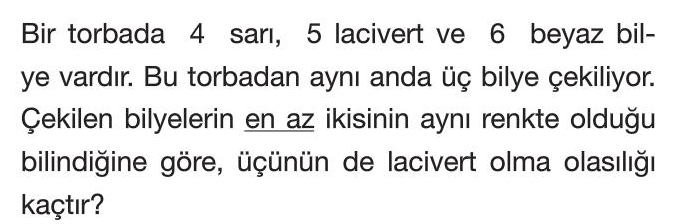 Bir torbada 4 sarı, 5 lacivert ve 6 beyaz bil-
ye vardır. Bu torbadan aynı anda üç bilye çekiliyor.
Çekilen bilyelerin en az ikisinin aynı renkte olduğu
bilindiğine göre, üçünün de lacivert olma olasılığı
kaçtır?